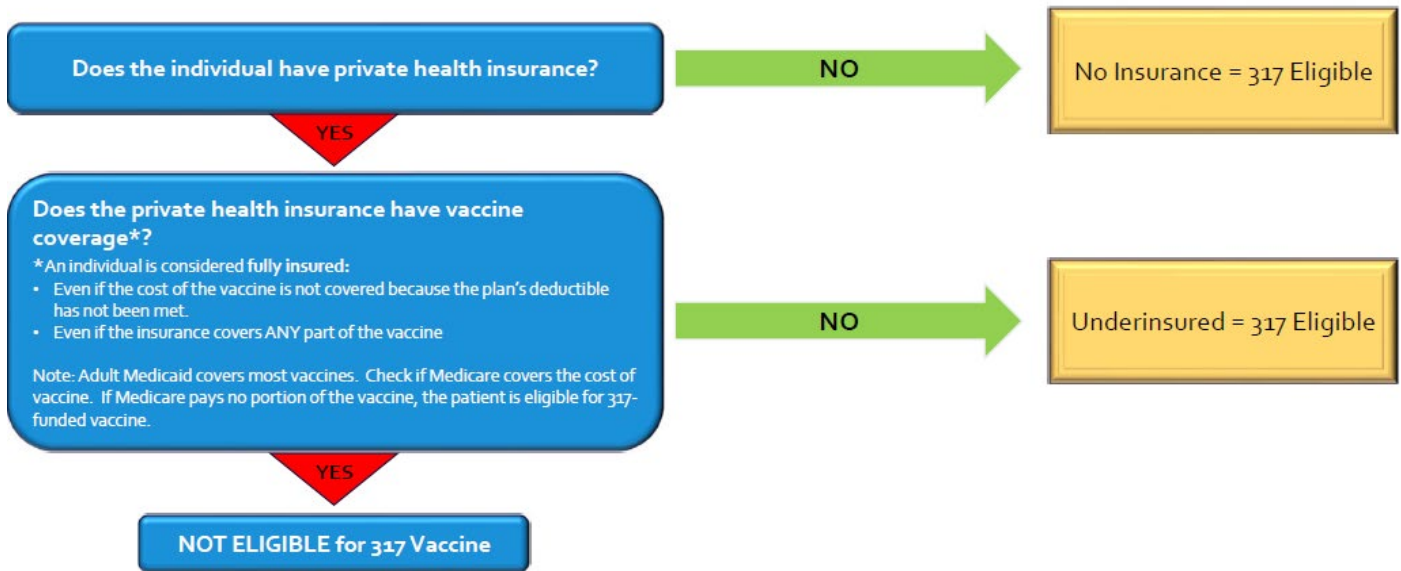 Does the individual have private health insurance?
NO
No Insurance = 317 Eligible
YES
Does the private health insurance have vaccine
coverage*?
*An individual is considered fully insured:
• Even if the cost of the vaccine is not covered because the plan's deductible
has not been met.
• Even if the insurance covers ANY part of the vaccine
Note: Adult Medicaid covers most vaccines. Check if Medicare covers the cost of
vaccine. If Medicare pays no portion of the vaccine, the patient is eligible for 317-
funded vaccine.
NO
Underinsured = 317 Eligible
YES
NOT ELIGIBLE for 317 Vaccine